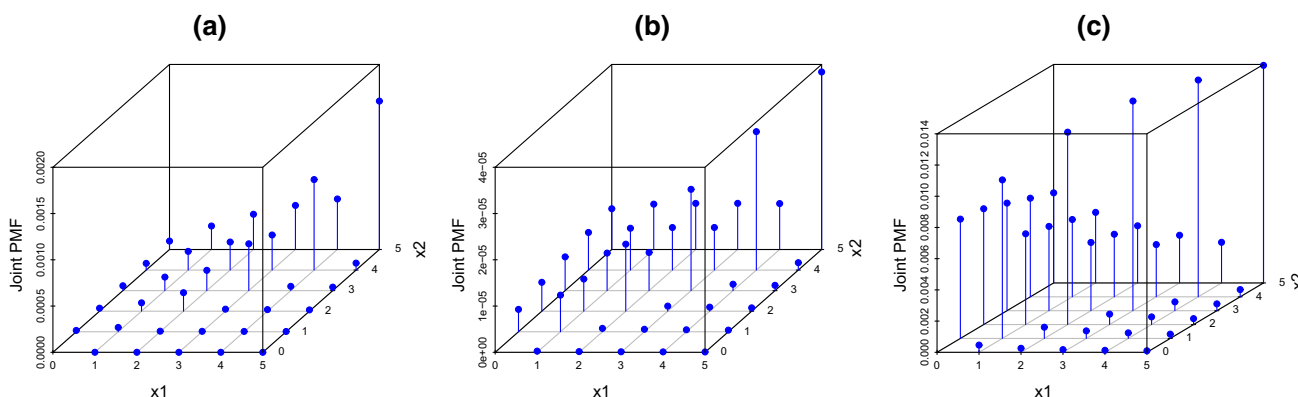 (a)
Joint PMF
0.0000 0.0005 0.0010 0.0015 0.0020
0 1 2 3 4 5
x1
0 1 2 3 4 5
x2
(b)
Joint PMF
0e+00 1e−05 2e−05 3e−05 4e−05
0 1 2 3 4 5
x1
0 1 2 3 4 5
x2
(c)
Joint PMF
0.000 0.002 0.004 0.006 0.008 0.010 0.012 0.014
0 1 2 3 4 5
x1
0 1 2 3 4 5
x2